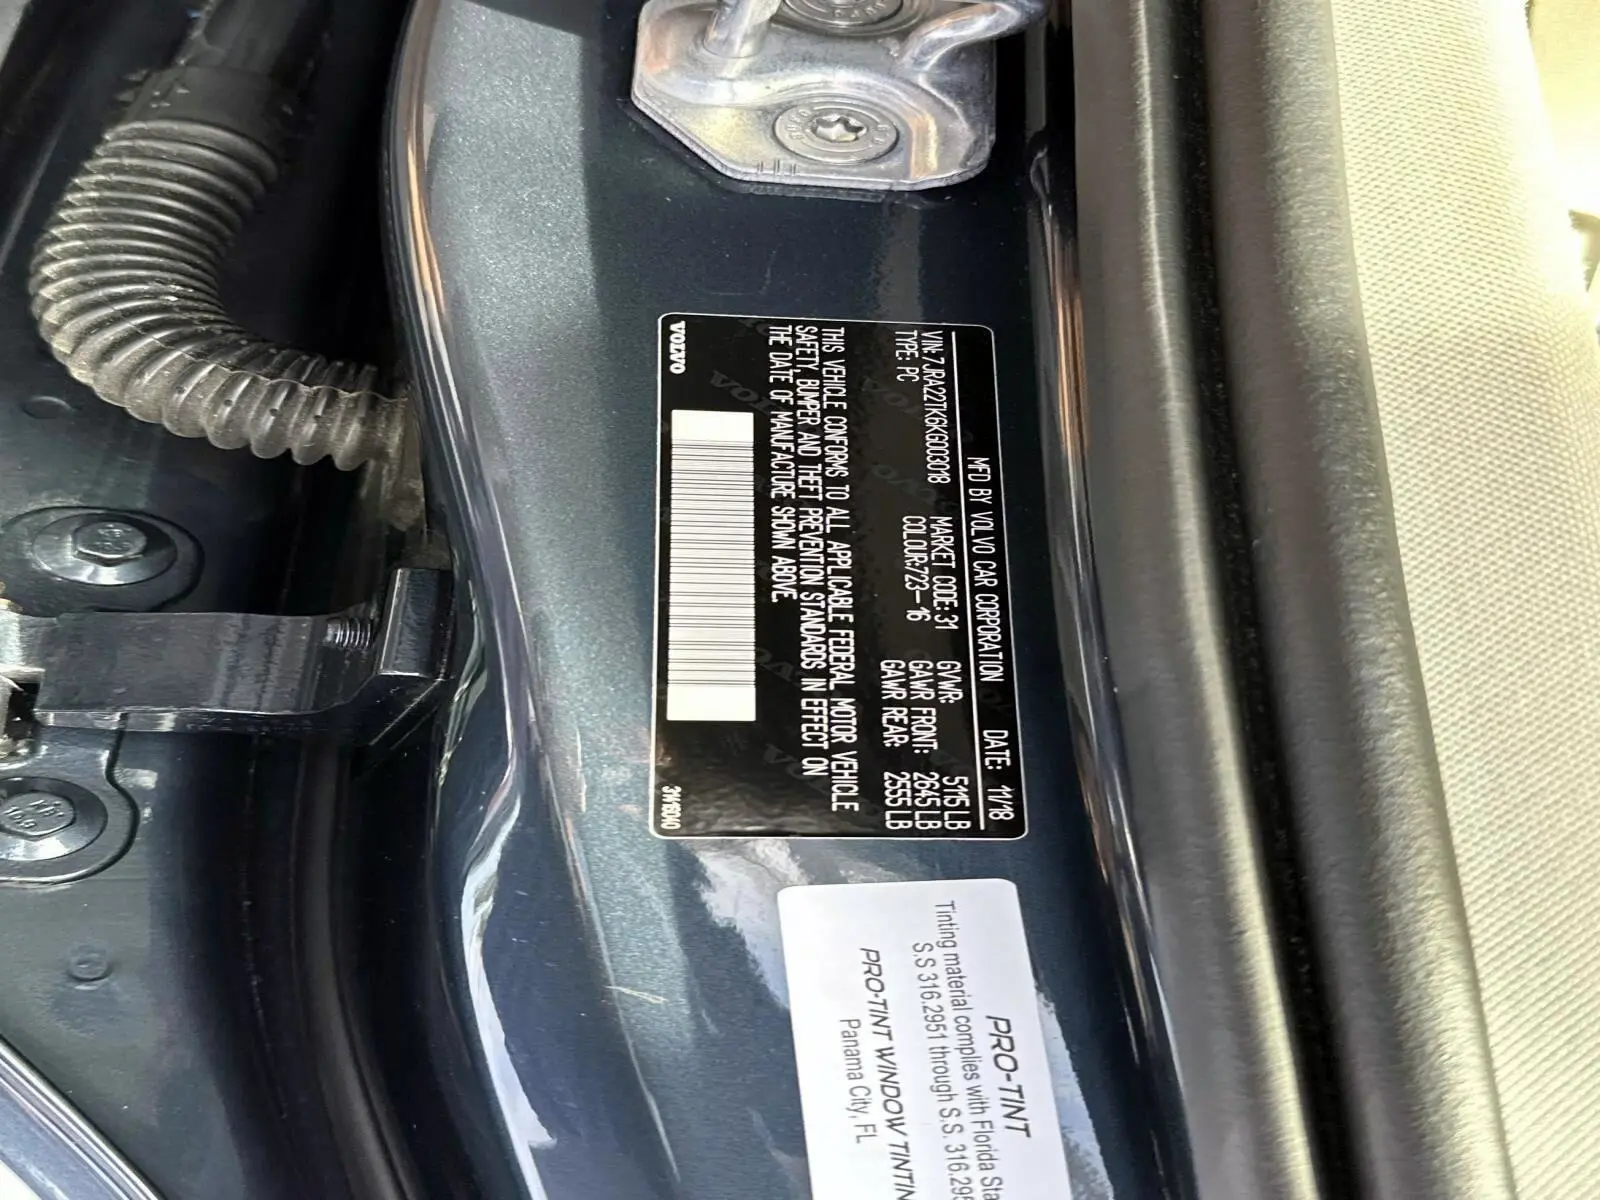 MFD BY VOLVO CAR CORPORATION DATE: 11/18
VIN: 7JRA22TK6KG003018 MARKET CODE: 31 GVWR: 5115 LB
TYPE: PC COLOUR: 723-16 GAWR FRONT: 2645 LB
GAWR REAR: 2555 LB
THIS VEHICLE CONFORMS TO ALL APPLICABLE FEDERAL MOTOR VEHICLE
SAFETY, BUMPER AND THEFT PREVENTION STANDARDS IN EFFECT ON
THE DATE OF MANUFACTURE SHOWN ABOVE.
VOLVO 31416040
PRO-TINT
Tinting material complies with Florida Sta
S.S 316.2951 through S.S. 316.295
PRO-TINT WINDOW TINTIN
Panama City, FL